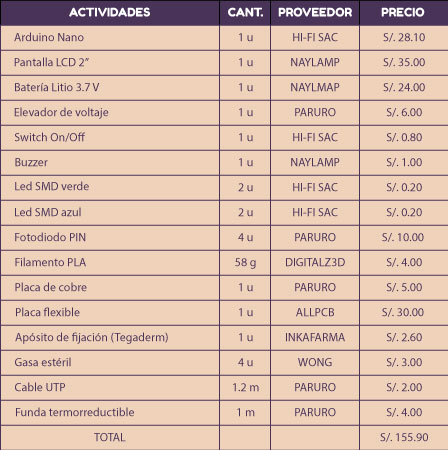 ACTIVIDADES CANT. PROVEEDOR PRECIO
Arduino Nano 1 u HI-FI SAC S/. 28.10
Pantalla LCD 2” 1 u NAYLAMP S/. 35.00
Batería Litio 3.7 V 1 u NAYLMAP S/. 24.00
Elevador de voltaje 1 u PARURO S/. 6.00
Switch On/Off 1 u HI-FI SAC S/. 0.80
Buzzer 1 u NAYLAMP S/. 1.00
Led SMD verde 2 u HI-FI SAC S/. 0.20
Led SMD azul 2 u HI-FI SAC S/. 0.20
Fotodiodo PIN 4 u PARURO S/. 10.00
Filamento PLA 58 g DIGITALZ3D S/. 4.00
Placa de cobre 1 u PARURO S/. 5.00
Placa flexible 1 u ALLPCB S/. 30.00
Apósito de fijación (Tegaderm) 1 u INKAFARMA S/. 2.60
Gasa estéril 4 u WONG S/. 3.00
Cable UTP 1.2 m PARURO S/. 2.00
Funda termorreductible 1 m PARURO S/. 4.00
TOTAL S/. 155.90